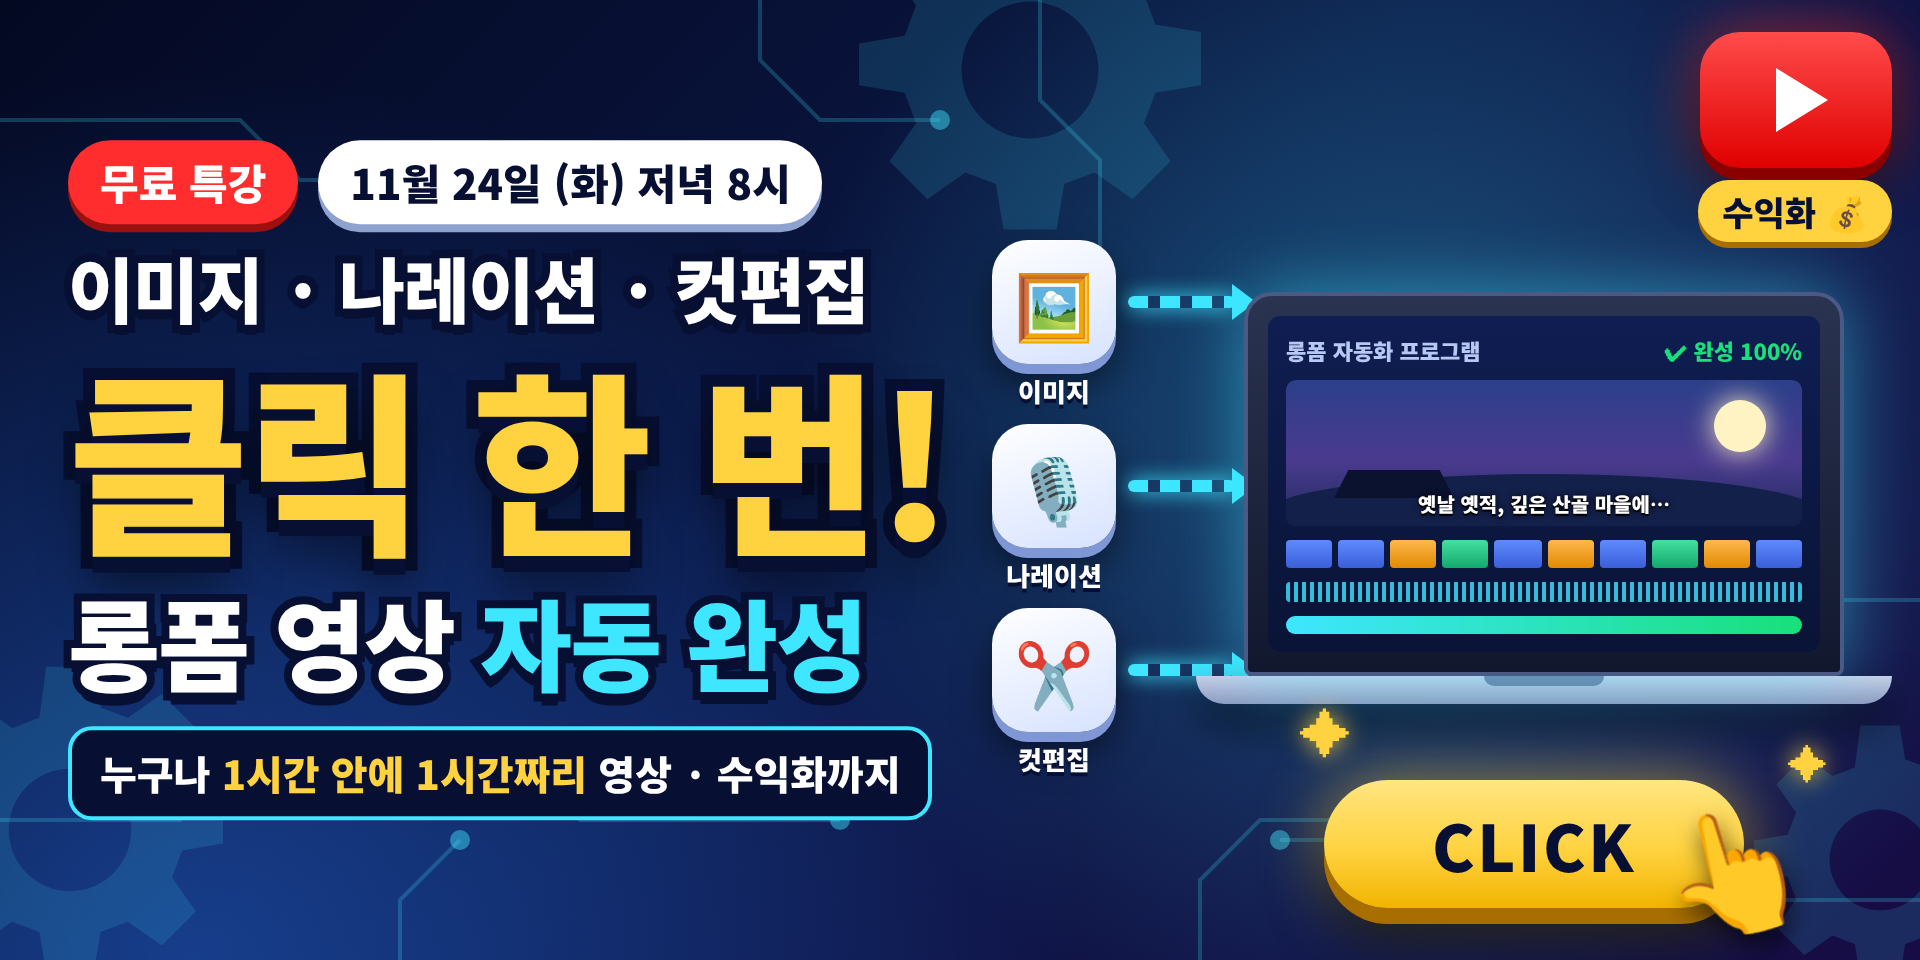 무료 특강
11월 24일 (화) 저녁 8시
이미지 · 나레이션 · 컷편집
클릭 한 번!
롱폼 영상 자동 완성
누구나 1시간 안에 1시간짜리 영상 · 수익화까지
이미지
나레이션
컷편집
수익화
롱폼 자동화 프로그램
✔ 완성 100%
옛날 옛적, 깊은 산골 마을에…
CLICK